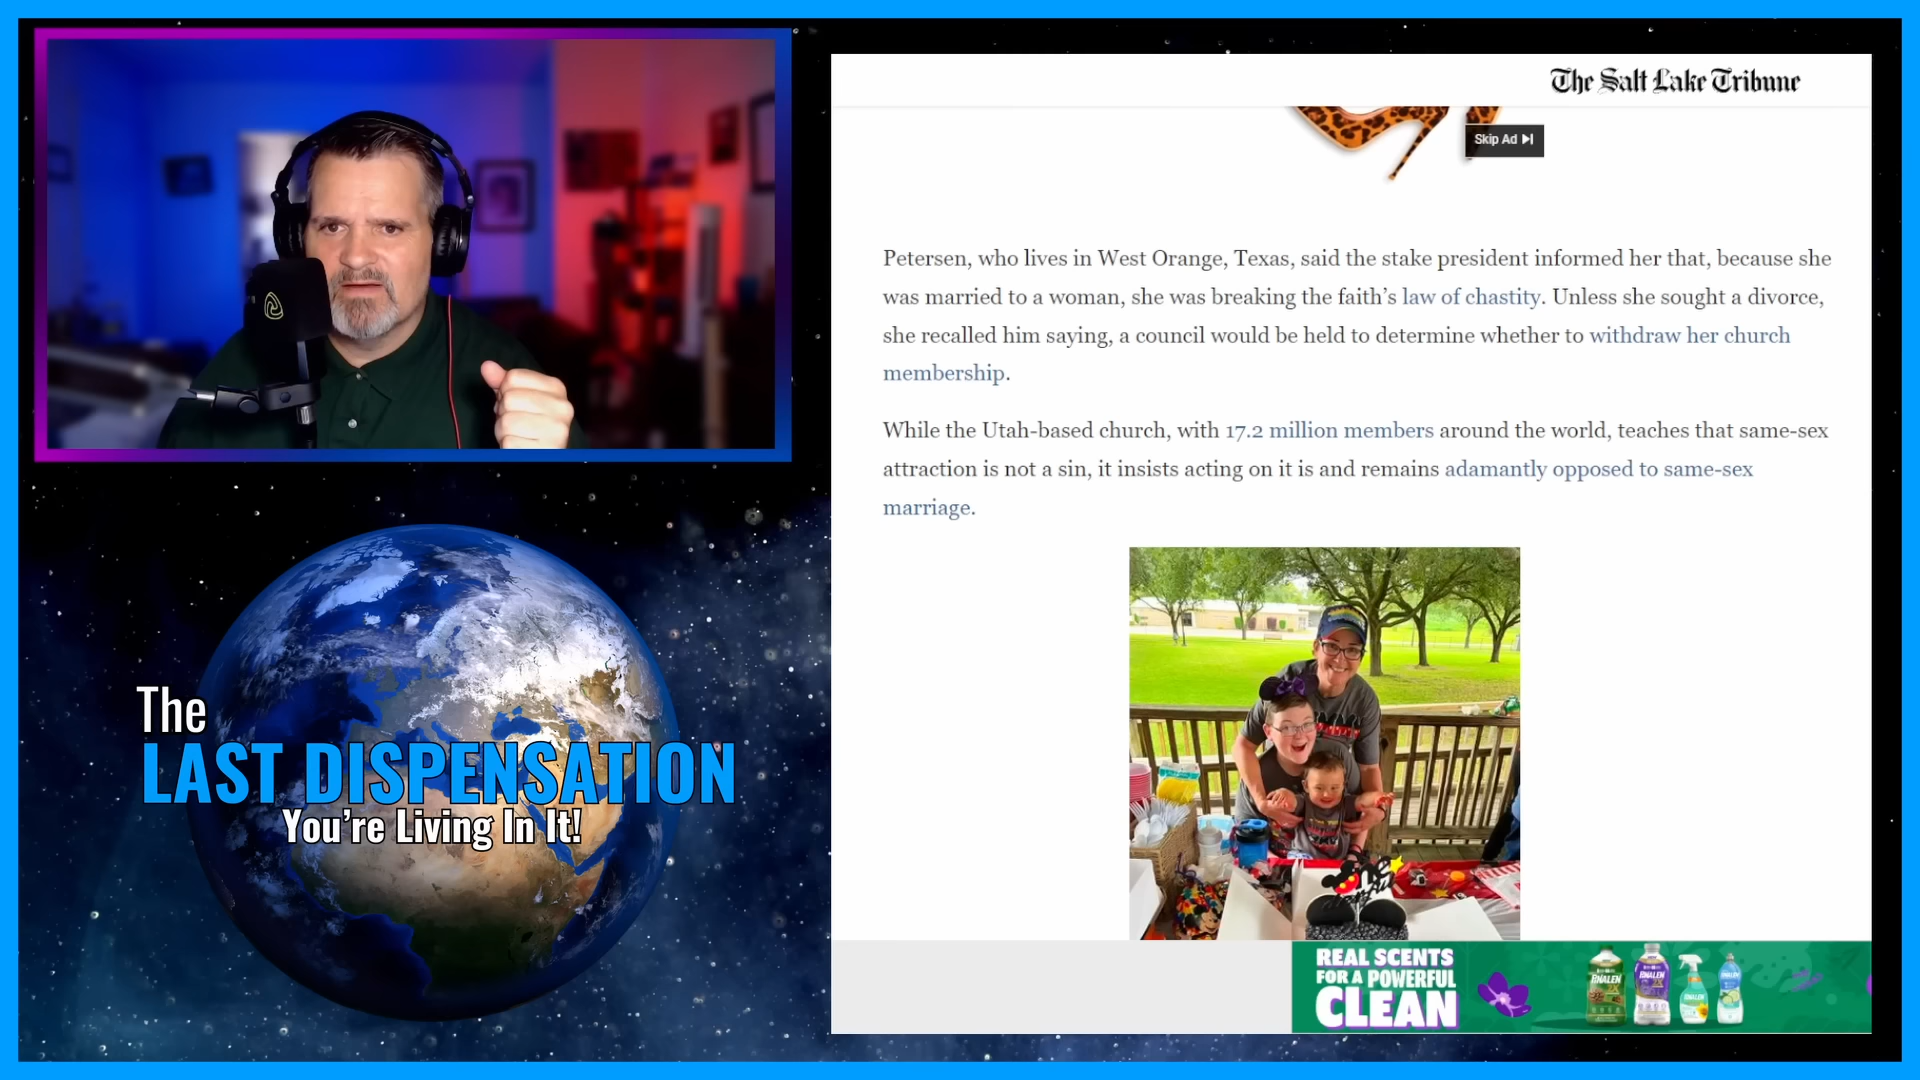 The Salt Lake Tribune
Skip Ad
Petersen, who lives in West Orange, Texas, said the stake president informed her that, because she
was married to a woman, she was breaking the faith’s law of chastity. Unless she sought a divorce,
she recalled him saying, a council would be held to determine whether to withdraw her church
membership.
While the Utah-based church, with 17.2 million members around the world, teaches that same-sex
attraction is not a sin, it insists acting on it is and remains adamantly opposed to same-sex
marriage.
The
LAST DISPENSATION
You’re Living In It!
REAL SCENTS
FOR A POWERFUL
CLEAN
PINALEN
PINALEN